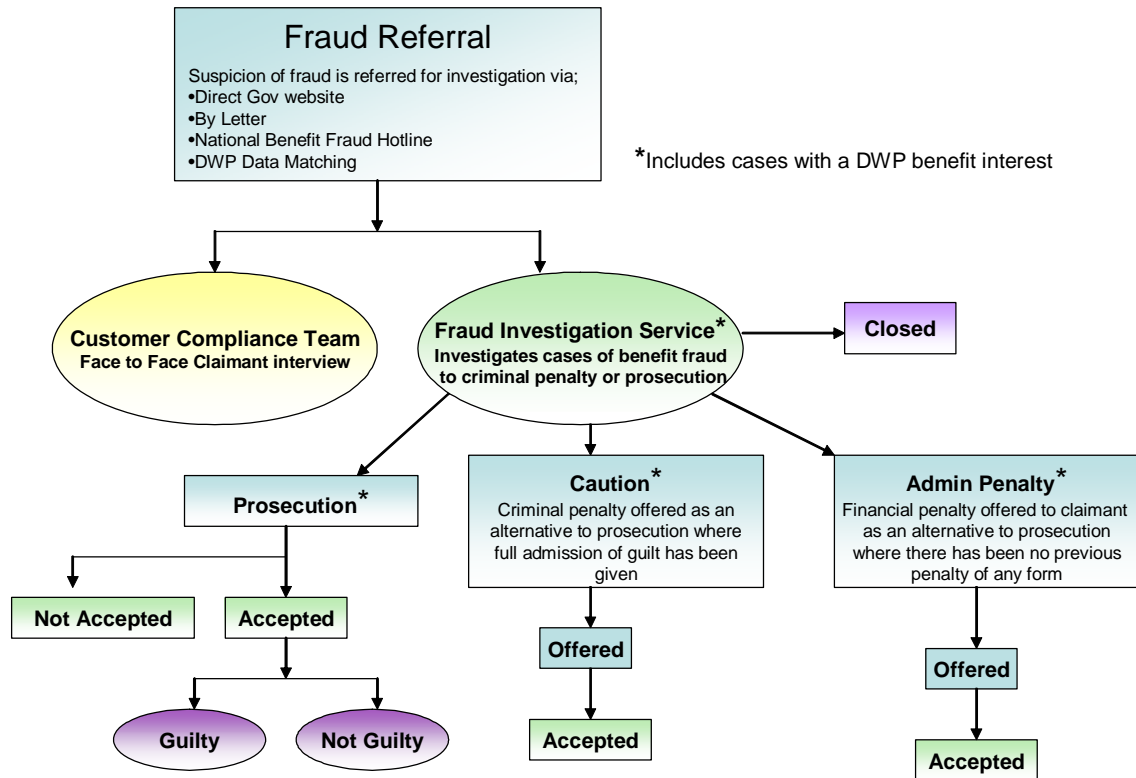 Fraud Referral
Suspicion of fraud is referred for investigation via;
•Direct Gov website
•By Letter
•National Benefit Fraud Hotline
•DWP Data Matching
*Includes cases with a DWP benefit interest
Customer Compliance Team
Face to Face Claimant interview
Fraud Investigation Service*
Investigates cases of benefit fraud
to criminal penalty or prosecution
Closed
Prosecution*
Caution*
Criminal penalty offered as an
alternative to prosecution where
full admission of guilt has been
given
Admin Penalty*
Financial penalty offered to claimant
as an alternative to prosecution
where there has been no previous
penalty of any form
Not Accepted
Accepted
Offered
Offered
Guilty
Not Guilty
Accepted
Accepted